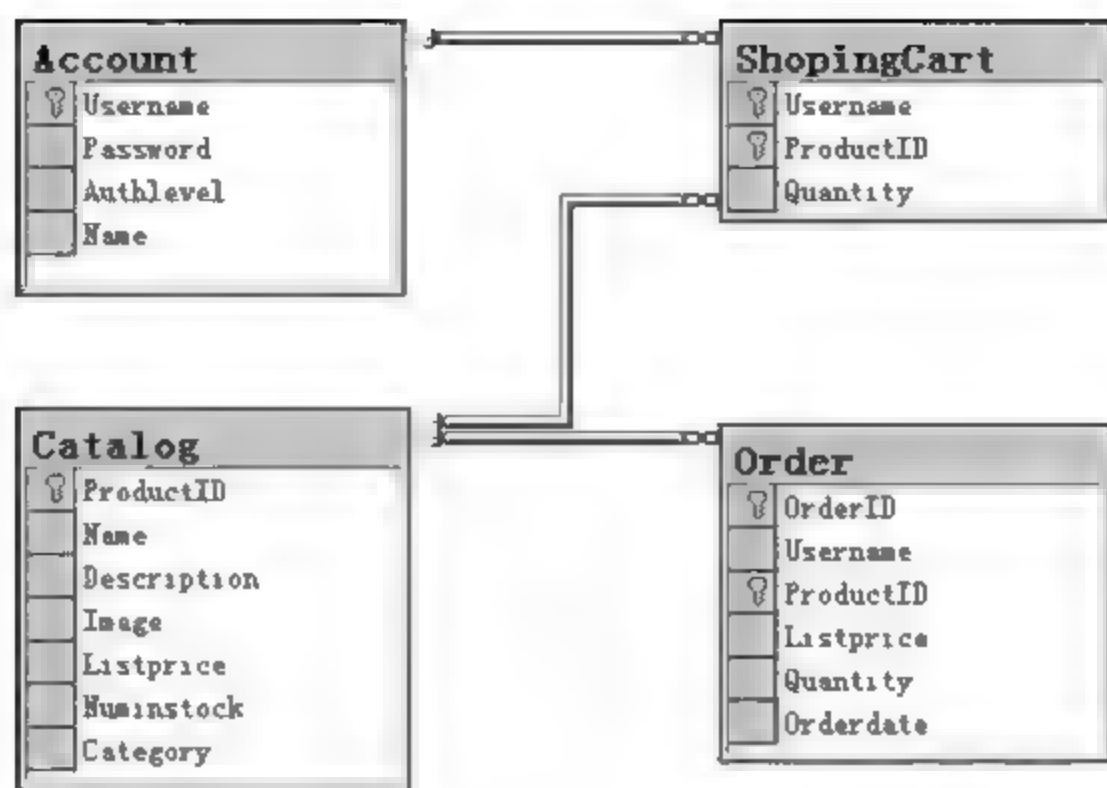 Account
Username
Password
Authlevel
Name
ShopingCart
Username
ProductID
Quantity
Catalog
ProductID
Name
Description
Image
Listprice
Numinstock
Category
Order
OrderID
Username
ProductID
Listprice
Quantity
Orderdate